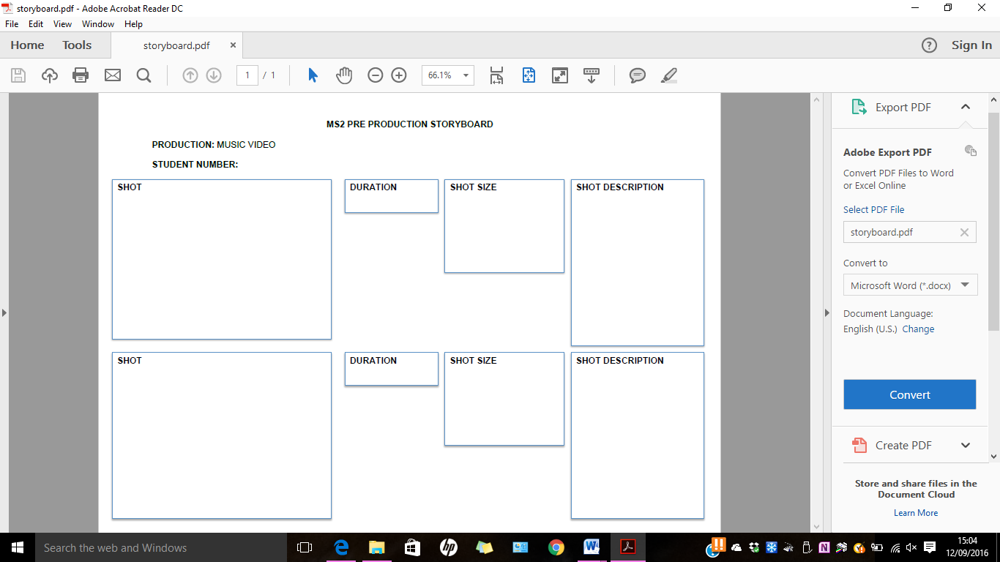 storyboard.pdf - Adobe Acrobat Reader DC
File Edit View Window Help
Home Tools storyboard.pdf × ? Sign In
1 / 1 66.1%
MS2 PRE PRODUCTION STORYBOARD
PRODUCTION: MUSIC VIDEO
STUDENT NUMBER:
SHOT DURATION SHOT SIZE SHOT DESCRIPTION
SHOT DURATION SHOT SIZE SHOT DESCRIPTION
Export PDF
Adobe Export PDF
Convert PDF Files to Word
or Excel Online
Select PDF File
storyboard.pdf
Convert to
Microsoft Word (*.docx)
Document Language:
English (U.S.) Change
Convert
Create PDF
Store and share files in the
Document Cloud
Learn More
Search the web and Windows
15:04
12/09/2016